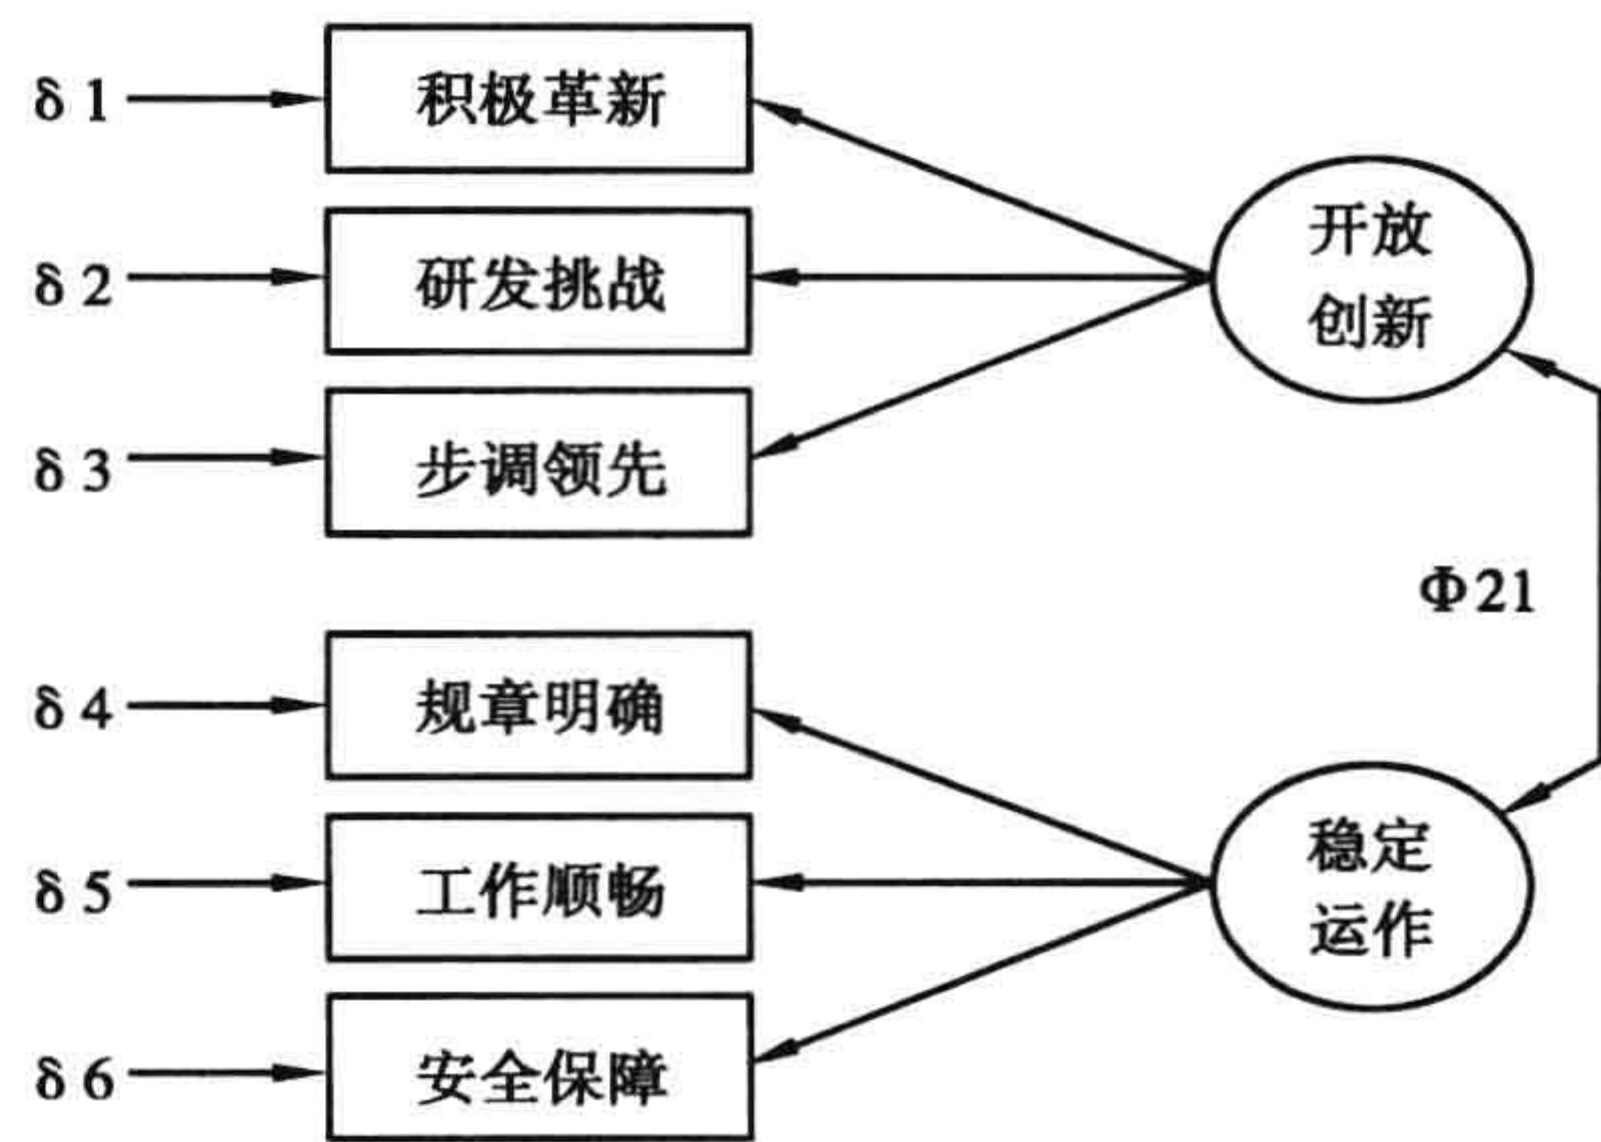 δ 1
积极革新
δ 2
研发挑战
δ 3
步调领先
开放
创新
Φ21
δ 4
规章明确
δ 5
工作顺畅
δ 6
安全保障
稳定
运作